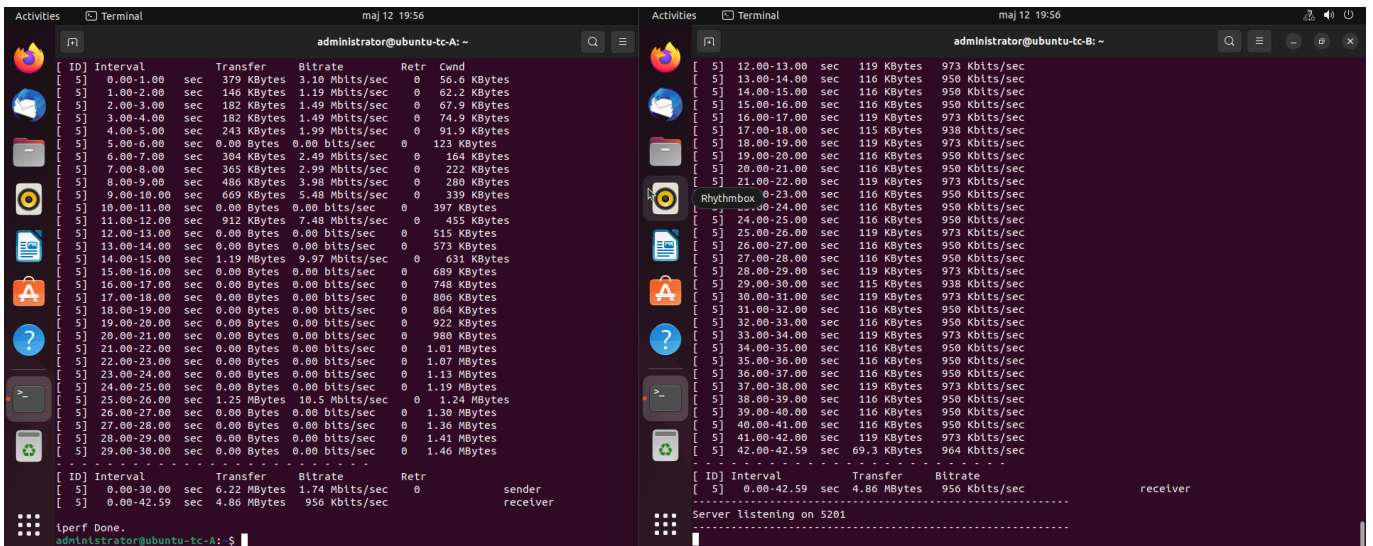 Activities Terminal maj 12 19:56
administrator@ubuntu-tc-A: ~
[ ID] Interval Transfer Bitrate Retr Cwnd
[ 5] 0.00-1.00 sec 379 KBytes 3.10 Mbits/sec 0 56.6 KBytes
[ 5] 1.00-2.00 sec 146 KBytes 1.19 Mbits/sec 0 62.2 KBytes
[ 5] 2.00-3.00 sec 182 KBytes 1.49 Mbits/sec 0 67.9 KBytes
[ 5] 3.00-4.00 sec 182 KBytes 1.49 Mbits/sec 0 74.9 KBytes
[ 5] 4.00-5.00 sec 243 KBytes 1.99 Mbits/sec 0 91.9 KBytes
[ 5] 5.00-6.00 sec 0.00 Bytes 0.00 bits/sec 0 123 KBytes
[ 5] 6.00-7.00 sec 304 KBytes 2.49 Mbits/sec 0 164 KBytes
[ 5] 7.00-8.00 sec 365 KBytes 2.99 Mbits/sec 0 222 KBytes
[ 5] 8.00-9.00 sec 486 KBytes 3.98 Mbits/sec 0 280 KBytes
[ 5] 9.00-10.00 sec 669 KBytes 5.48 Mbits/sec 0 339 KBytes
[ 5] 10.00-11.00 sec 0.00 Bytes 0.00 bits/sec 0 397 KBytes
[ 5] 11.00-12.00 sec 912 KBytes 7.48 Mbits/sec 0 455 KBytes
[ 5] 12.00-13.00 sec 0.00 Bytes 0.00 bits/sec 0 515 KBytes
[ 5] 13.00-14.00 sec 0.00 Bytes 0.00 bits/sec 0 573 KBytes
[ 5] 14.00-15.00 sec 1.19 MBytes 9.97 Mbits/sec 0 631 KBytes
[ 5] 15.00-16.00 sec 0.00 Bytes 0.00 bits/sec 0 689 KBytes
[ 5] 16.00-17.00 sec 0.00 Bytes 0.00 bits/sec 0 748 KBytes
[ 5] 17.00-18.00 sec 0.00 Bytes 0.00 bits/sec 0 806 KBytes
[ 5] 18.00-19.00 sec 0.00 Bytes 0.00 bits/sec 0 864 KBytes
[ 5] 19.00-20.00 sec 0.00 Bytes 0.00 bits/sec 0 922 KBytes
[ 5] 20.00-21.00 sec 0.00 Bytes 0.00 bits/sec 0 980 KBytes
[ 5] 21.00-22.00 sec 0.00 Bytes 0.00 bits/sec 0 1.01 MBytes
[ 5] 22.00-23.00 sec 0.00 Bytes 0.00 bits/sec 0 1.07 MBytes
[ 5] 23.00-24.00 sec 0.00 Bytes 0.00 bits/sec 0 1.13 MBytes
[ 5] 24.00-25.00 sec 0.00 Bytes 0.00 bits/sec 0 1.19 MBytes
[ 5] 25.00-26.00 sec 1.25 MBytes 10.5 Mbits/sec 0 1.24 MBytes
[ 5] 26.00-27.00 sec 0.00 Bytes 0.00 bits/sec 0 1.30 MBytes
[ 5] 27.00-28.00 sec 0.00 Bytes 0.00 bits/sec 0 1.36 MBytes
[ 5] 28.00-29.00 sec 0.00 Bytes 0.00 bits/sec 0 1.41 MBytes
[ 5] 29.00-30.00 sec 0.00 Bytes 0.00 bits/sec 0 1.46 MBytes
- - - - - - - - - - - - - - - - - - - - - - - - -
[ ID] Interval Transfer Bitrate Retr
[ 5] 0.00-30.00 sec 6.22 MBytes 1.74 Mbits/sec 0 sender
[ 5] 0.00-42.59 sec 4.86 MBytes 956 Kbits/sec receiver
iperf Done.
administrator@ubuntu-tc-A:~$
Activities Terminal maj 12 19:56
administrator@ubuntu-tc-B: ~
[ 5] 12.00-13.00 sec 119 KBytes 973 Kbits/sec
[ 5] 13.00-14.00 sec 116 KBytes 950 Kbits/sec
[ 5] 14.00-15.00 sec 116 KBytes 950 Kbits/sec
[ 5] 15.00-16.00 sec 116 KBytes 950 Kbits/sec
[ 5] 16.00-17.00 sec 119 KBytes 973 Kbits/sec
[ 5] 17.00-18.00 sec 115 KBytes 938 Kbits/sec
[ 5] 18.00-19.00 sec 119 KBytes 973 Kbits/sec
[ 5] 19.00-20.00 sec 116 KBytes 950 Kbits/sec
[ 5] 20.00-21.00 sec 116 KBytes 950 Kbits/sec
[ 5] 21.00-22.00 sec 119 KBytes 973 Kbits/sec
Rhythmbox
-23.00 sec 116 KBytes 950 Kbits/sec
-24.00 sec 116 KBytes 950 Kbits/sec
[ 5] 24.00-25.00 sec 116 KBytes 950 Kbits/sec
[ 5] 25.00-26.00 sec 119 KBytes 973 Kbits/sec
[ 5] 26.00-27.00 sec 116 KBytes 950 Kbits/sec
[ 5] 27.00-28.00 sec 116 KBytes 950 Kbits/sec
[ 5] 28.00-29.00 sec 119 KBytes 973 Kbits/sec
[ 5] 29.00-30.00 sec 115 KBytes 938 Kbits/sec
[ 5] 30.00-31.00 sec 119 KBytes 973 Kbits/sec
[ 5] 31.00-32.00 sec 116 KBytes 950 Kbits/sec
[ 5] 32.00-33.00 sec 116 KBytes 950 Kbits/sec
[ 5] 33.00-34.00 sec 119 KBytes 973 Kbits/sec
[ 5] 34.00-35.00 sec 116 KBytes 950 Kbits/sec
[ 5] 35.00-36.00 sec 116 KBytes 950 Kbits/sec
[ 5] 36.00-37.00 sec 116 KBytes 950 Kbits/sec
[ 5] 37.00-38.00 sec 119 KBytes 973 Kbits/sec
[ 5] 38.00-39.00 sec 116 KBytes 950 Kbits/sec
[ 5] 39.00-40.00 sec 116 KBytes 950 Kbits/sec
[ 5] 40.00-41.00 sec 116 KBytes 950 Kbits/sec
[ 5] 41.00-42.00 sec 119 KBytes 973 Kbits/sec
[ 5] 42.00-42.59 sec 69.3 KBytes 964 Kbits/sec
- - - - - - - - - - - - - - - - - - - - - - - - -
[ ID] Interval Transfer Bitrate
[ 5] 0.00-42.59 sec 4.86 MBytes 956 Kbits/sec receiver
-----------------------------------------------------------
Server listening on 5201
-----------------------------------------------------------